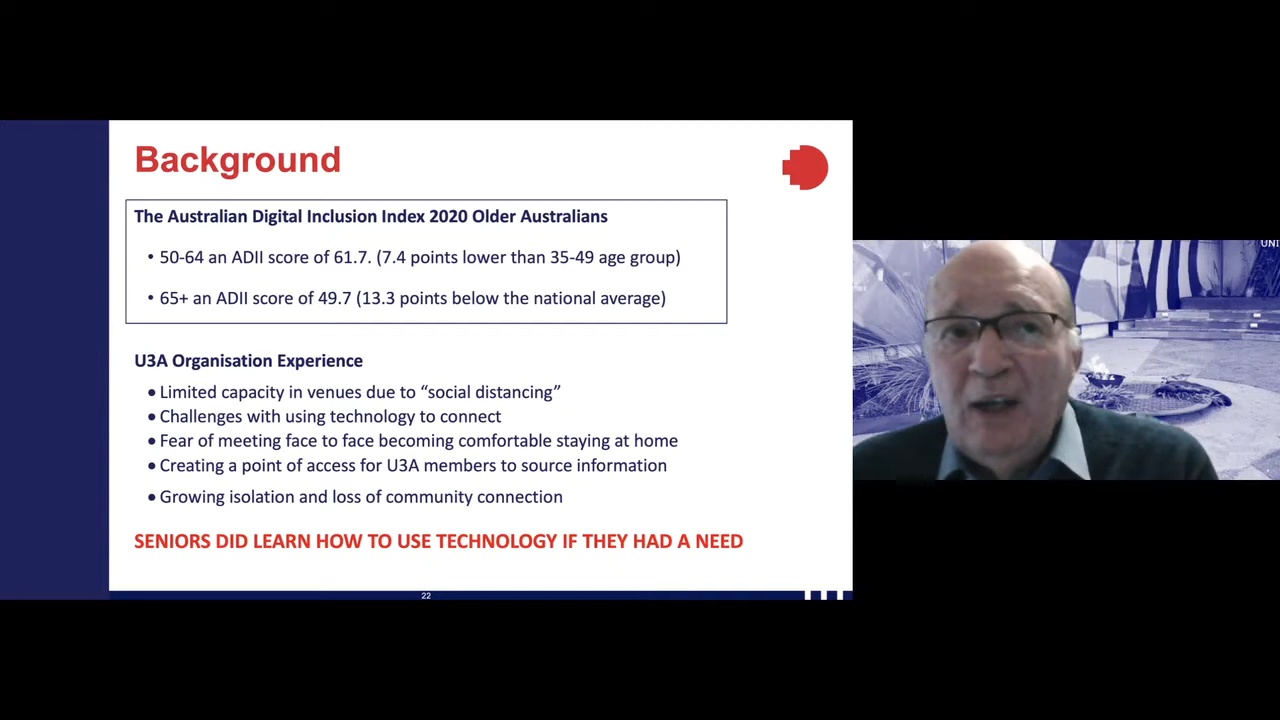 Background
The Australian Digital Inclusion Index 2020 Older Australians
• 50-64 an ADII score of 61.7. (7.4 points lower than 35-49 age group)
• 65+ an ADII score of 49.7 (13.3 points below the national average)
U3A Organisation Experience
• Limited capacity in venues due to “social distancing”
• Challenges with using technology to connect
• Fear of meeting face to face becoming comfortable staying at home
• Creating a point of access for U3A members to source information
• Growing isolation and loss of community connection
SENIORS DID LEARN HOW TO USE TECHNOLOGY IF THEY HAD A NEED
22
UNI